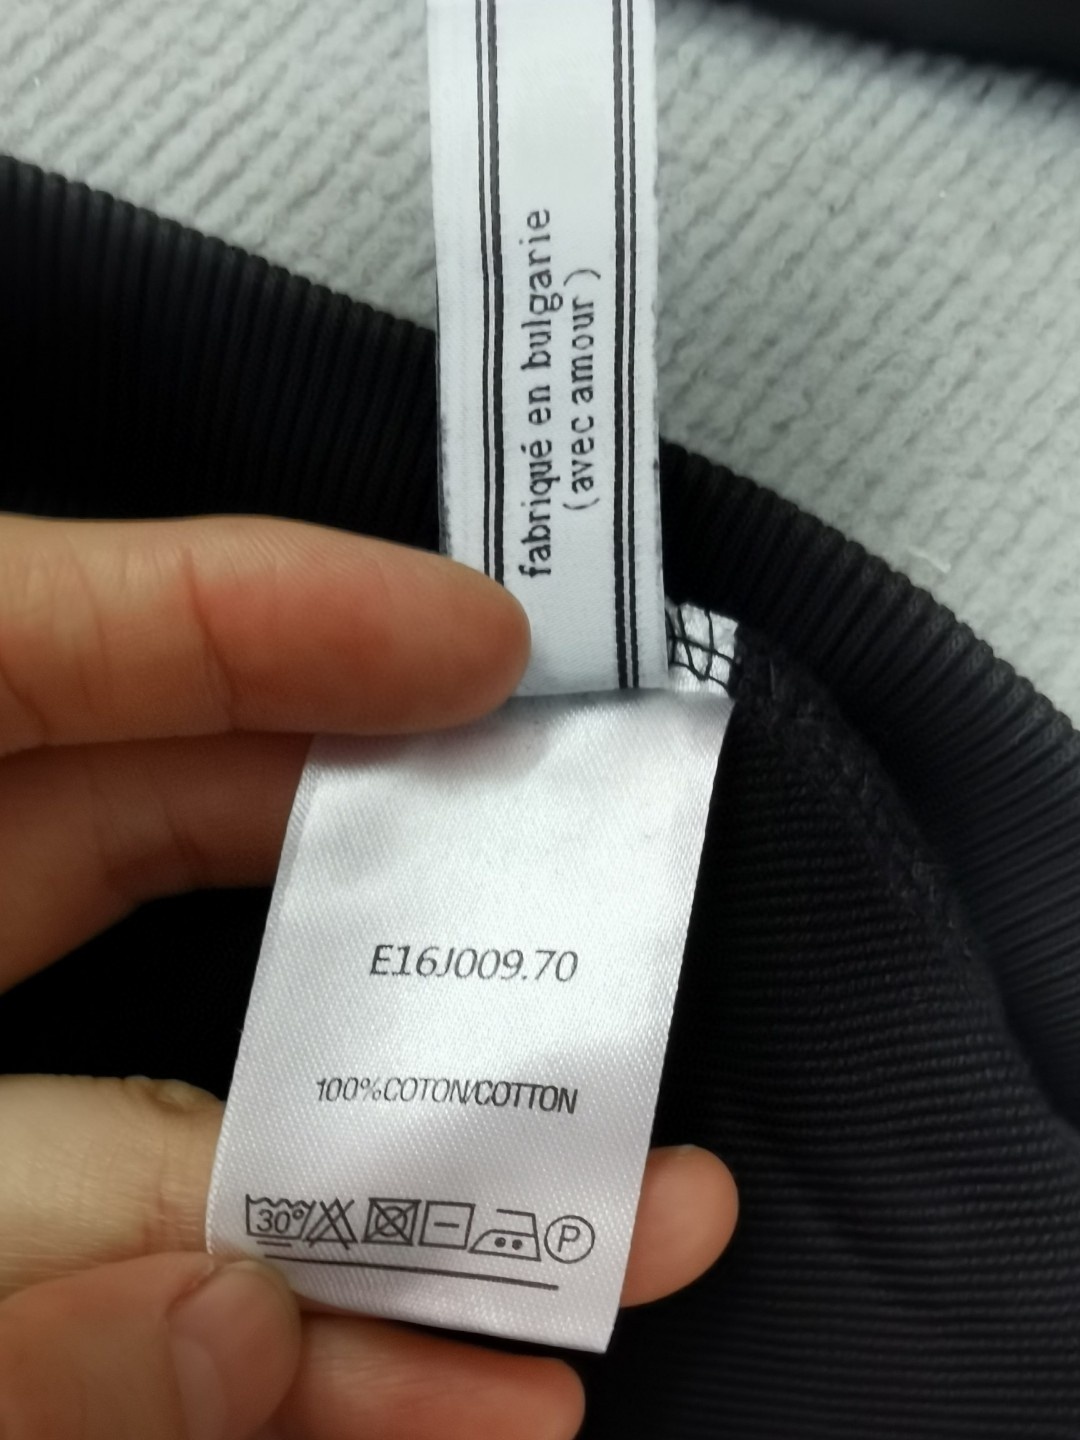 fabriqué en bulgarie
(avec amour)
E16J009.70
100%COTON/COTTON
30°
P